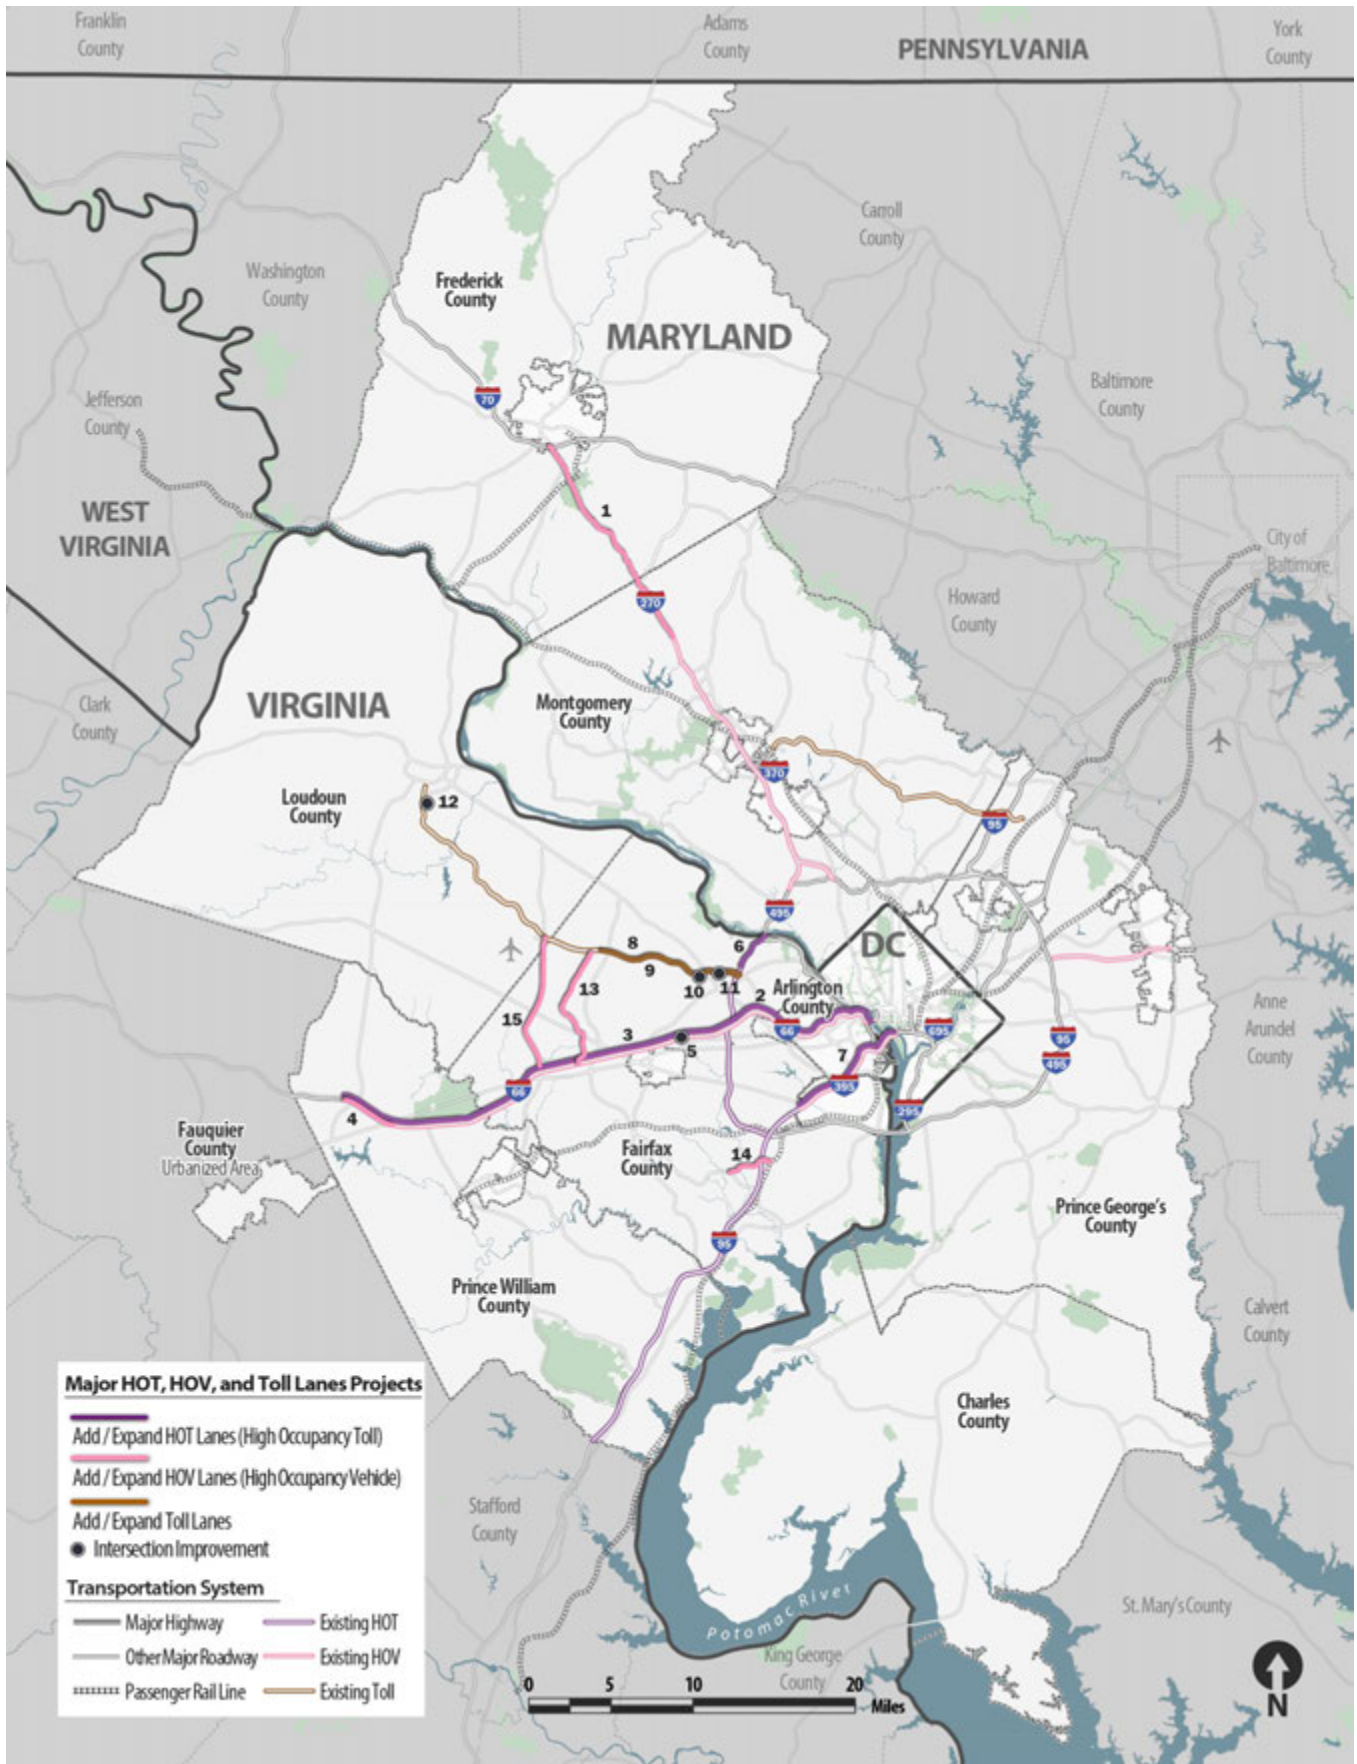 Franklin
County
Adams
County
PENNSYLVANIA
York
County
Carroll
County
Washington
County
Frederick
County
MARYLAND
Baltimore
County
Jefferson
County
70
WEST
VIRGINIA
1
City of
Baltimore
270
Howard
County
Clark
County
VIRGINIA
Montgomery
County
370
Loudoun
County
12
95
495
8
6
DC
9
10
11
2
Arlington
County
13
Anne
Arundel
County
15
3
5
66
695
95
7
495
66
395
295
4
Fauquier
County
Urbanized Area
Fairfax
County
14
Prince George's
County
95
Prince William
County
Calvert
County
Charles
County
Stafford
County
St. Mary's County
Potomac River
King George
County
Major HOT, HOV, and Toll Lanes Projects
Add / Expand HOT Lanes (High Occupancy Toll)
Add / Expand HOV Lanes (High Occupancy Vehicle)
Add / Expand Toll Lanes
Intersection Improvement
Transportation System
Major Highway
Existing HOT
Other Major Roadway
Existing HOV
Passenger Rail Line
Existing Toll
0 5 10 20
Miles
N